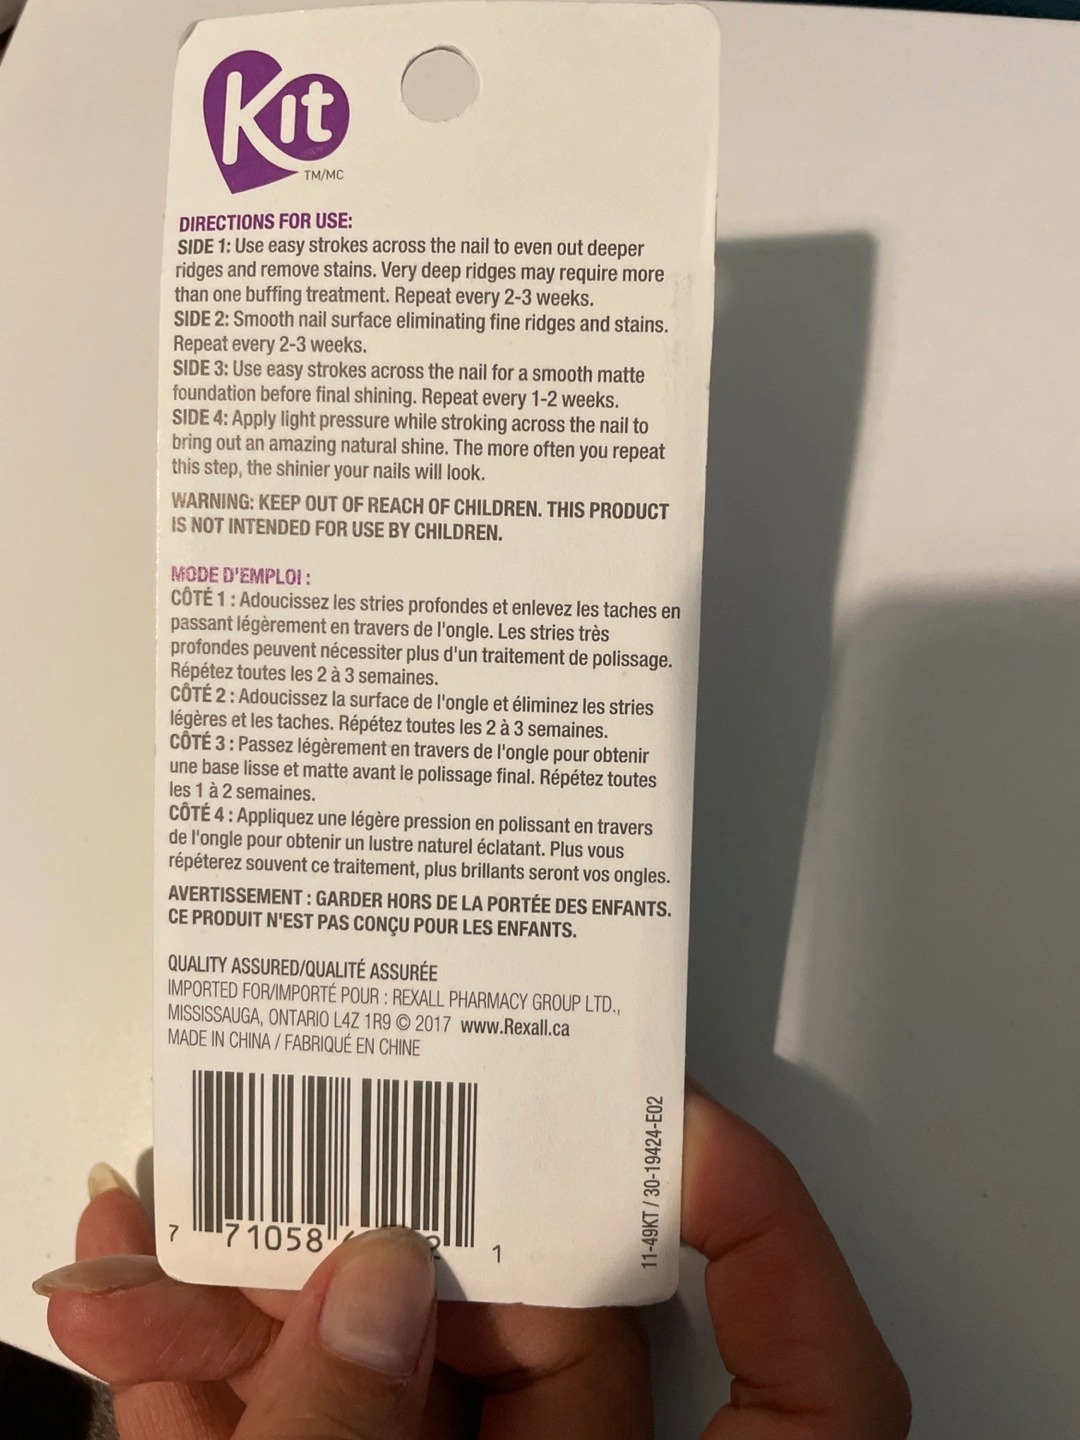 Kit
TM/MC
DIRECTIONS FOR USE:
SIDE 1: Use easy strokes across the nail to even out deeper
ridges and remove stains. Very deep ridges may require more
than one buffing treatment. Repeat every 2-3 weeks.
SIDE 2: Smooth nail surface eliminating fine ridges and stains.
Repeat every 2-3 weeks.
SIDE 3: Use easy strokes across the nail for a smooth matte
foundation before final shining. Repeat every 1-2 weeks.
SIDE 4: Apply light pressure while stroking across the nail to
bring out an amazing natural shine. The more often you repeat
this step, the shinier your nails will look.
WARNING: KEEP OUT OF REACH OF CHILDREN. THIS PRODUCT
IS NOT INTENDED FOR USE BY CHILDREN.
MODE D'EMPLOI :
CÔTÉ 1 : Adoucissez les stries profondes et enlevez les taches en
passant légèrement en travers de l'ongle. Les stries très
profondes peuvent nécessiter plus d'un traitement de polissage.
Répétez toutes les 2 à 3 semaines.
CÔTÉ 2 : Adoucissez la surface de l'ongle et éliminez les stries
légères et les taches. Répétez toutes les 2 à 3 semaines.
CÔTÉ 3 : Passez légèrement en travers de l'ongle pour obtenir
une base lisse et matte avant le polissage final. Répétez toutes
les 1 à 2 semaines.
CÔTÉ 4 : Appliquez une légère pression en polissant en travers
de l'ongle pour obtenir un lustre naturel éclatant. Plus vous
répéterez souvent ce traitement, plus brillants seront vos ongles.
AVERTISSEMENT : GARDER HORS DE LA PORTÉE DES ENFANTS.
CE PRODUIT N'EST PAS CONÇU POUR LES ENFANTS.
QUALITY ASSURED/QUALITÉ ASSURÉE
IMPORTED FOR/IMPORTÉ POUR : REXALL PHARMACY GROUP LTD.,
MISSISSAUGA, ONTARIO L4Z 1R9 © 2017 www.Rexall.ca
MADE IN CHINA / FABRIQUÉ EN CHINE
7 71058 1
11-49KT / 30-19424-E02